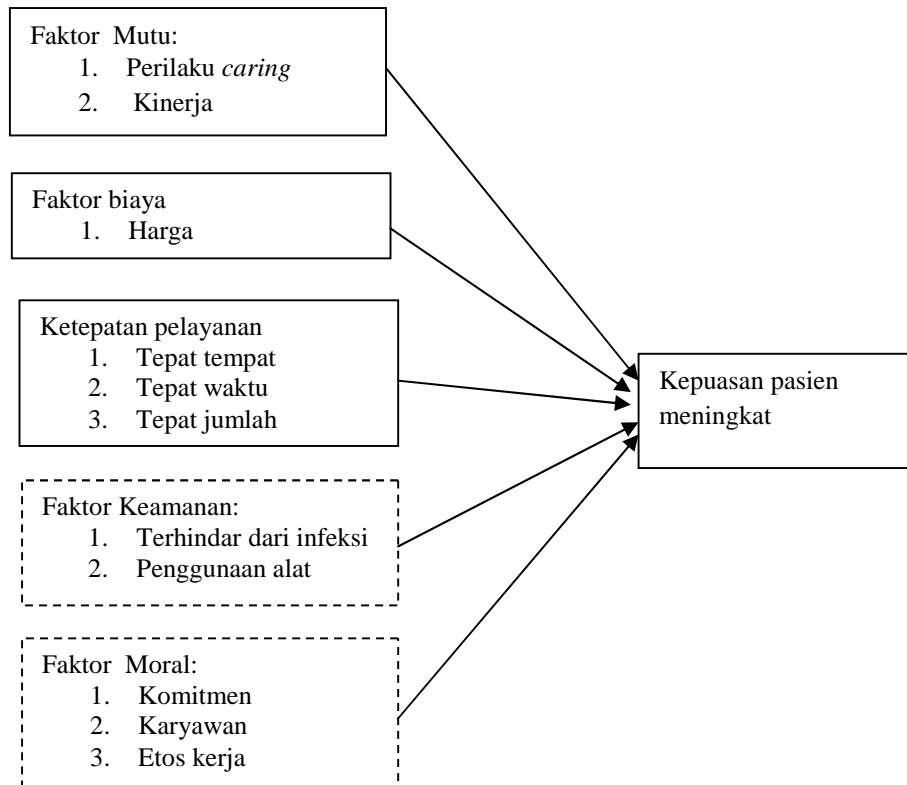 Faktor  Mutu:
1. Perilaku caring
2. Kinerja
Faktor biaya
1. Harga
Ketepatan pelayanan
1. Tepat tempat
2. Tepat waktu
3. Tepat jumlah
Kepuasan pasien
meningkat
Faktor Keamanan:
1. Terhindar dari infeksi
2. Penggunaan alat
Faktor  Moral:
1. Komitmen
2. Karyawan
3. Etos kerja